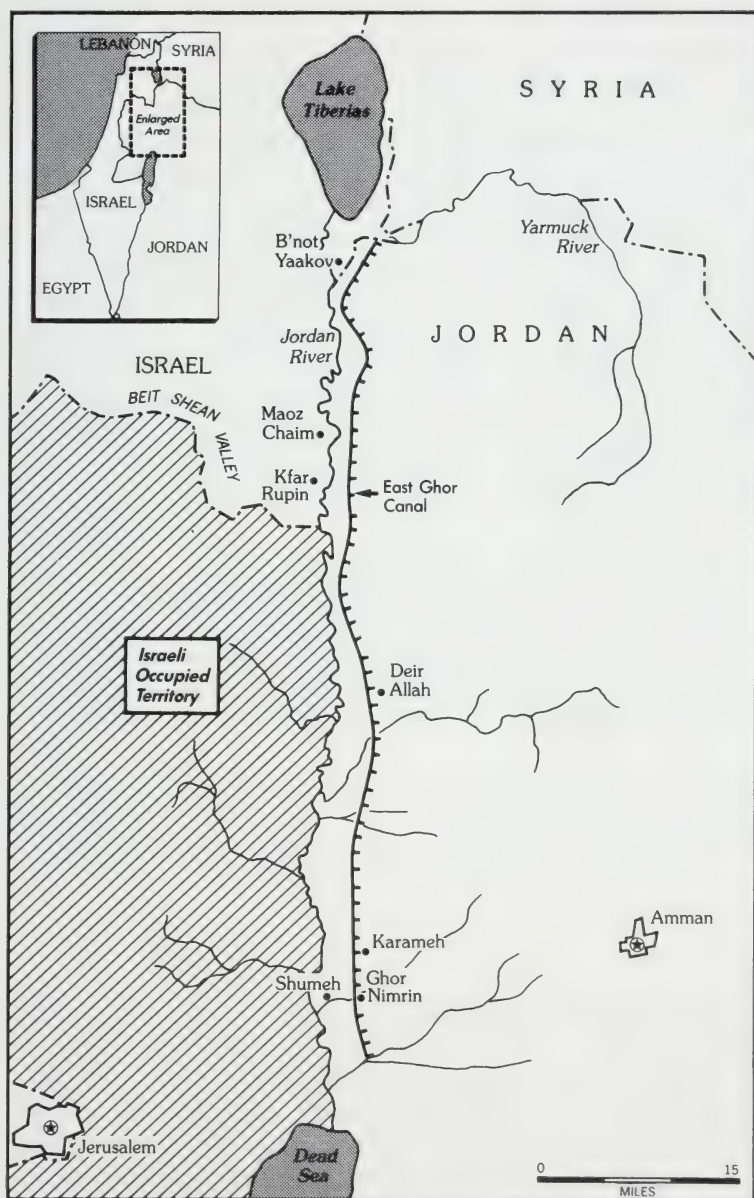 LEBANON
SYRIA
Enlarged
Area
ISRAEL
JORDAN
EGYPT
Lake
Tiberias
SYRIA
B'not
Yaakov
Yarmuck
River
Jordan
River
JORDAN
ISRAEL
BEIT SHEAN
VALLEY
Maoz
Chaim
Kfar
Rupin
East Ghor
Canal
Israeli
Occupied
Territory
Deir
Allah
Amman
Karameh
Shumeh
Ghor
Nimrin
Jerusalem
Dead
Sea
0 15
MILES